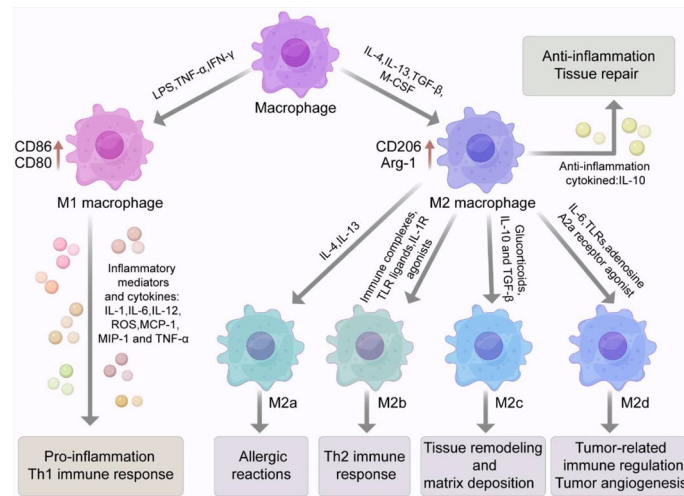 Macrophage
LPS,TNF-α,IFN-γ
IL-4,IL-13,TGF-β,
M-CSF
Anti-inflammation
Tissue repair
CD86
CD80
M1 macrophage
CD206
Arg-1
M2 macrophage
Anti-inflammation
cytokined:IL-10
Inflammatory
mediators
and cytokines:
IL-1,IL-6,IL-12,
ROS,MCP-1,
MIP-1 and TNF-α
IL-4,IL-13
Immune complexes,
TLR ligands,IL-1R
agonists
Glucorticoids,
IL-10 and TGF-β
IL-6,TLRs,adenosine
A2a receptor agonist
M2a
M2b
M2c
M2d
Pro-inflammation
Th1 immune response
Allergic
reactions
Th2 immune
response
Tissue remodeling
and
matrix deposition
Tumor-related
immune regulation
Tumor angiogenesis